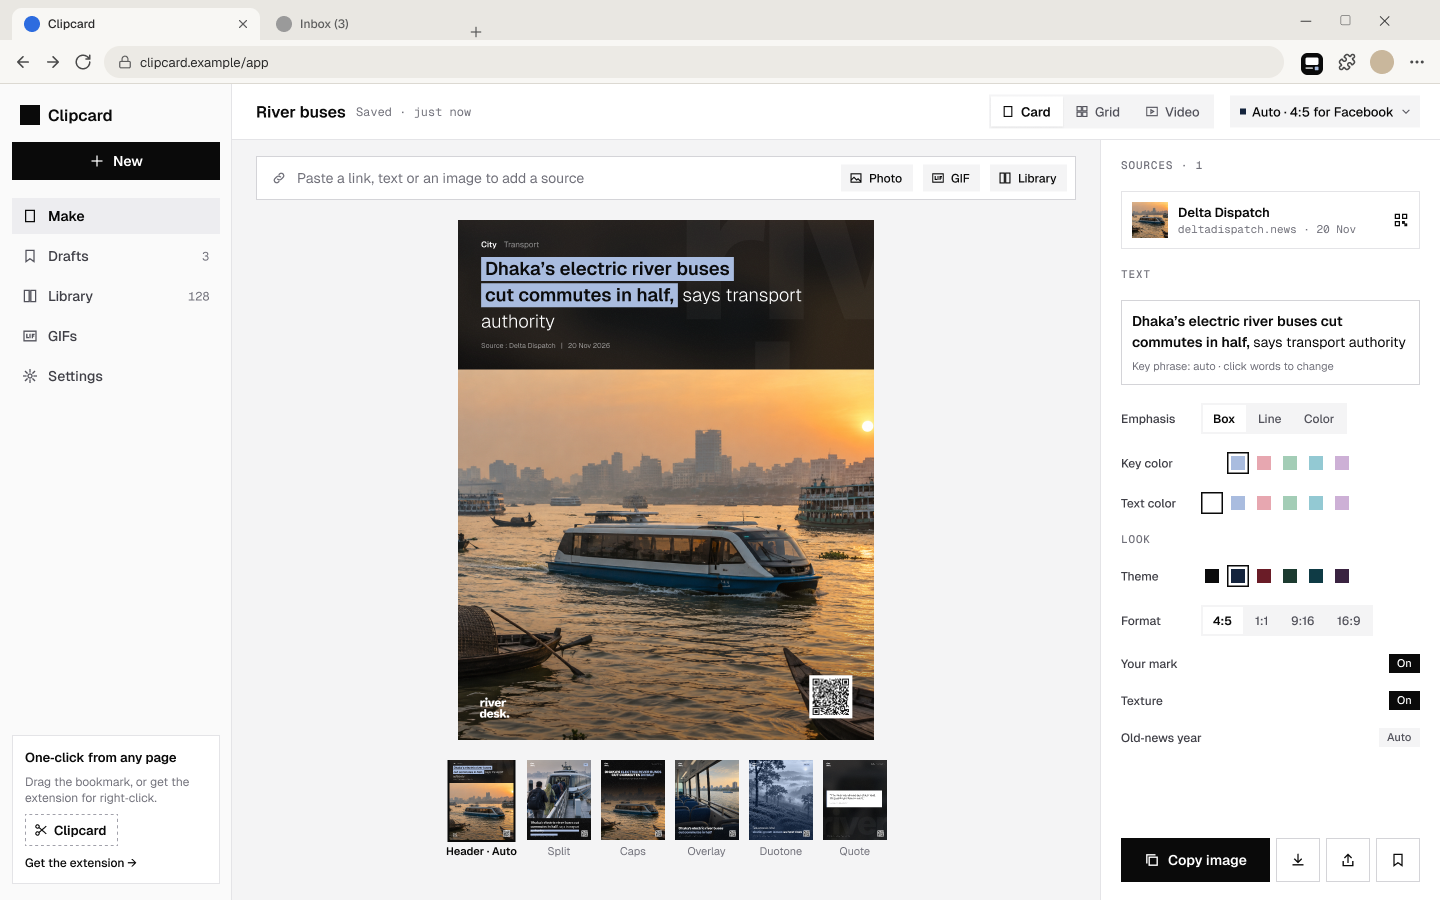 Clipcard
Inbox (3)
clipcard.example/app
Clipcard
New
Make
Drafts 3
Library 128
GIFs
Settings
One-click from any page
Drag the bookmark, or get the
extension for right-click.
Clipcard
Get the extension →
River buses Saved · just now
Card Grid Video
Auto · 4:5 for Facebook
Paste a link, text or an image to add a source
Photo GIF Library
City Transport
Dhaka’s electric river buses
cut commutes in half, says transport
authority
Source : Delta Dispatch | 20 Nov 2026
river
desk.
Header · Auto Split Caps Overlay Duotone Quote
SOURCES · 1
Delta Dispatch
deltadispatch.news · 20 Nov
TEXT
Dhaka’s electric river buses cut
commutes in half, says transport authority
Key phrase: auto · click words to change
Emphasis Box Line Color
Key color
Text color
LOOK
Theme
Format 4:5 1:1 9:16 16:9
Your mark On
Texture On
Old-news year Auto
Copy image